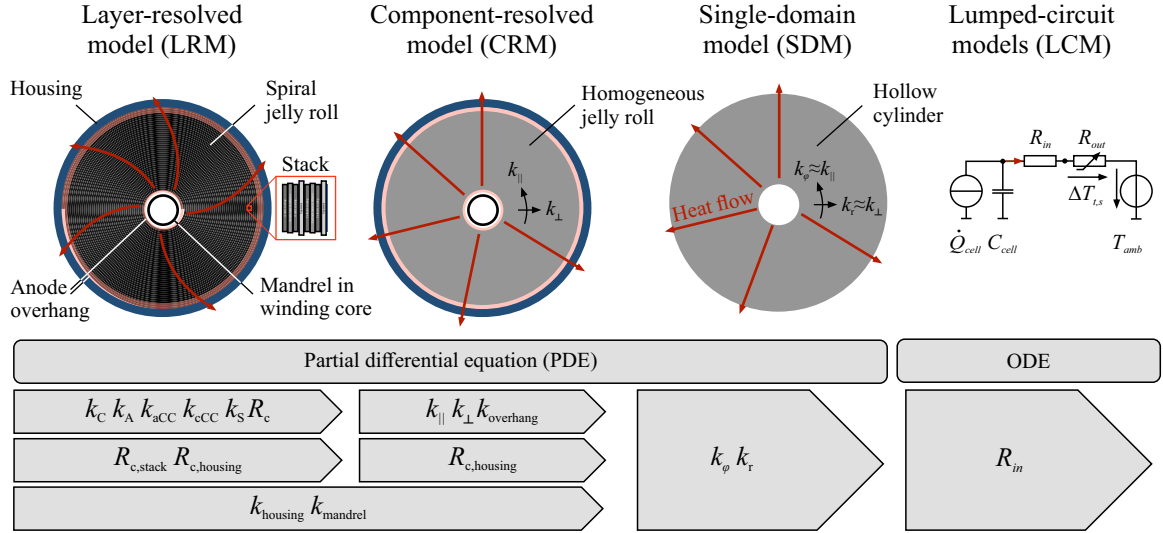 Layer-resolved
model (LRM)
Component-resolved
model (CRM)
Single-domain
model (SDM)
Lumped-circuit
models (LCM)
Housing
Spiral
jelly roll
Stack
Anode
overhang
Mandrel in
winding core
Homogeneous
jelly roll
k||
k⊥
Hollow
cylinder
kφ≈k||
kr≈k⊥
Heat flow
Rin
Rout
ΔTt,s
Q̇cell
Ccell
Tamb
Partial differential equation (PDE)
ODE
kC kA kaCC kcCC kS Rc
k|| k⊥ koverhang
Rc,stack Rc,housing
Rc,housing
khousing kmandrel
kφ kr
Rin